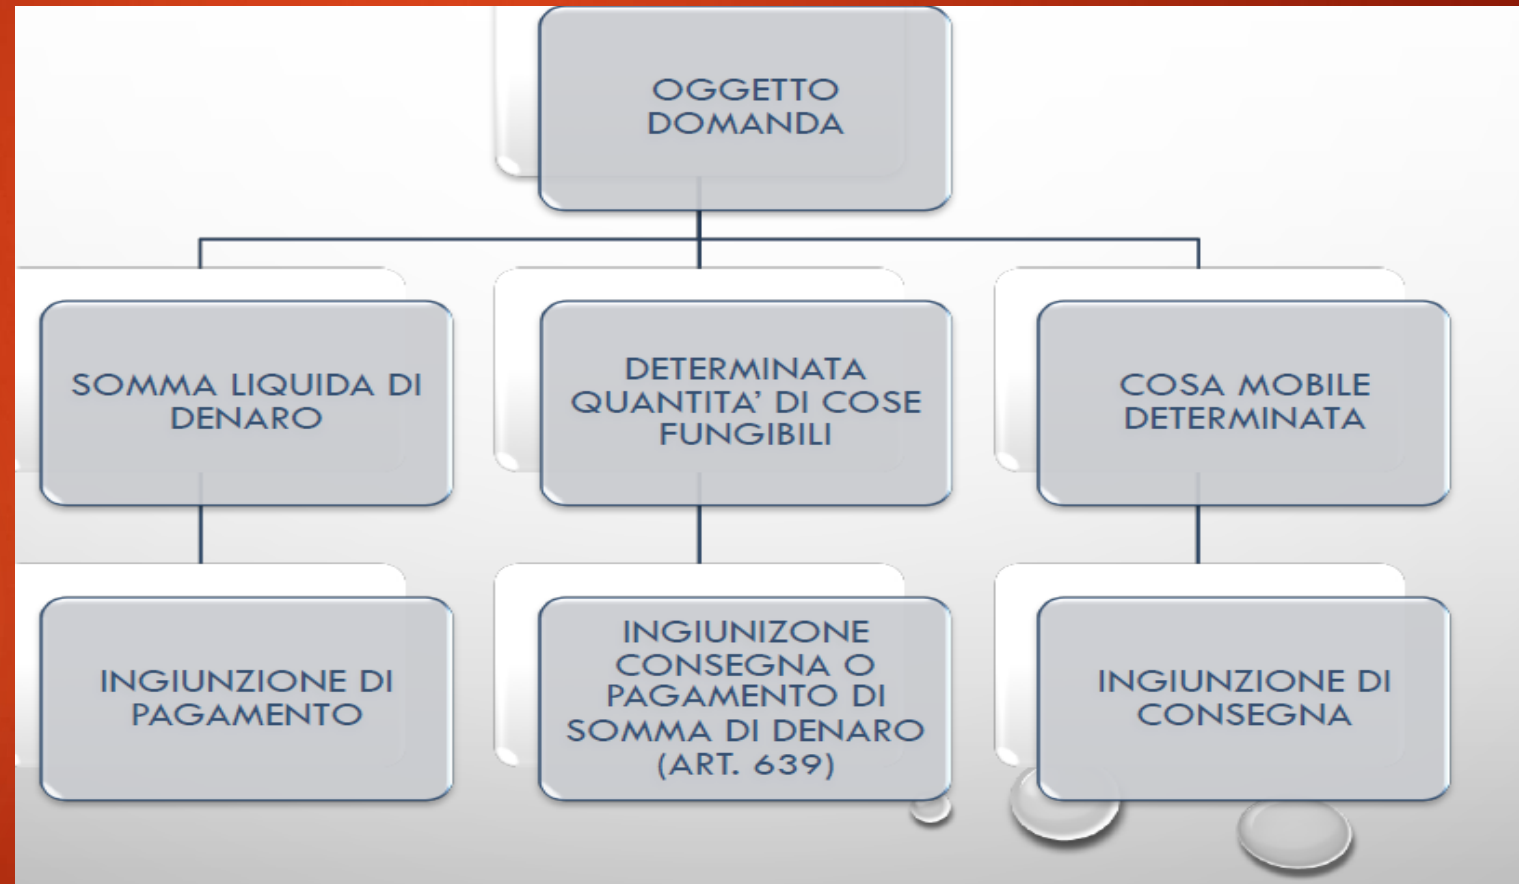 OGGETTO
DOMANDA
SOMMA LIQUIDA DI
DENARO
DETERMINATA
QUANTITA’ DI COSE
FUNGIBILI
COSA MOBILE
DETERMINATA
INGIUNZIONE DI
PAGAMENTO
INGIUNIZONE
CONSEGNA O
PAGAMENTO DI
SOMMA DI DENARO
(ART. 639)
INGIUNZIONE DI
CONSEGNA